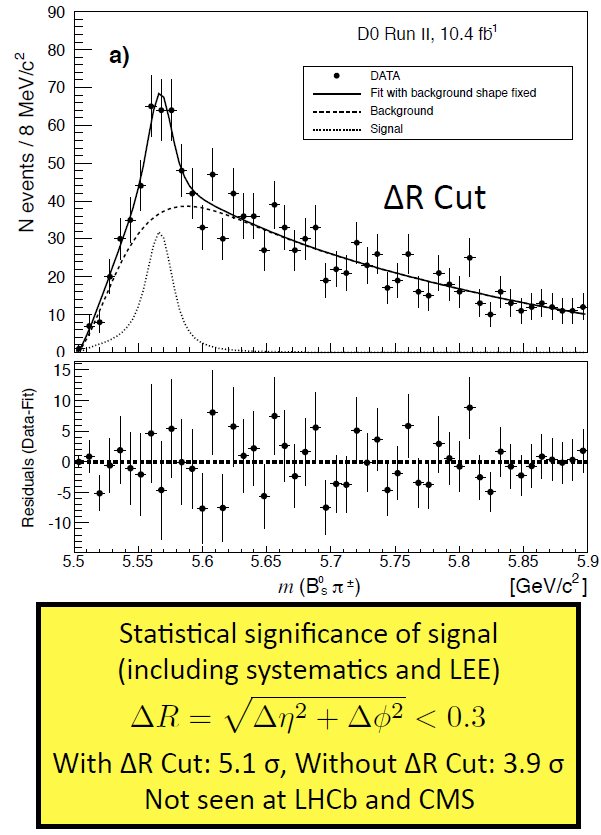 90
80
70
60
50
40
30
20
10
0
N events / 8 MeV/c²
a)
D0 Run II, 10.4 fb⁻¹
DATA
Fit with background shape fixed
Background
Signal
ΔR Cut
15
10
5
0
-5
-10
Residuals (Data-Fit)
5.5 5.55 5.6 5.65 5.7 5.75 5.8 5.85 5.9
m (B⁰ₛ π±) [GeV/c²]
Statistical significance of signal
(including systematics and LEE)
ΔR = √(Δη² + Δϕ²) < 0.3
With ΔR Cut: 5.1 σ, Without ΔR Cut: 3.9 σ
Not seen at LHCb and CMS